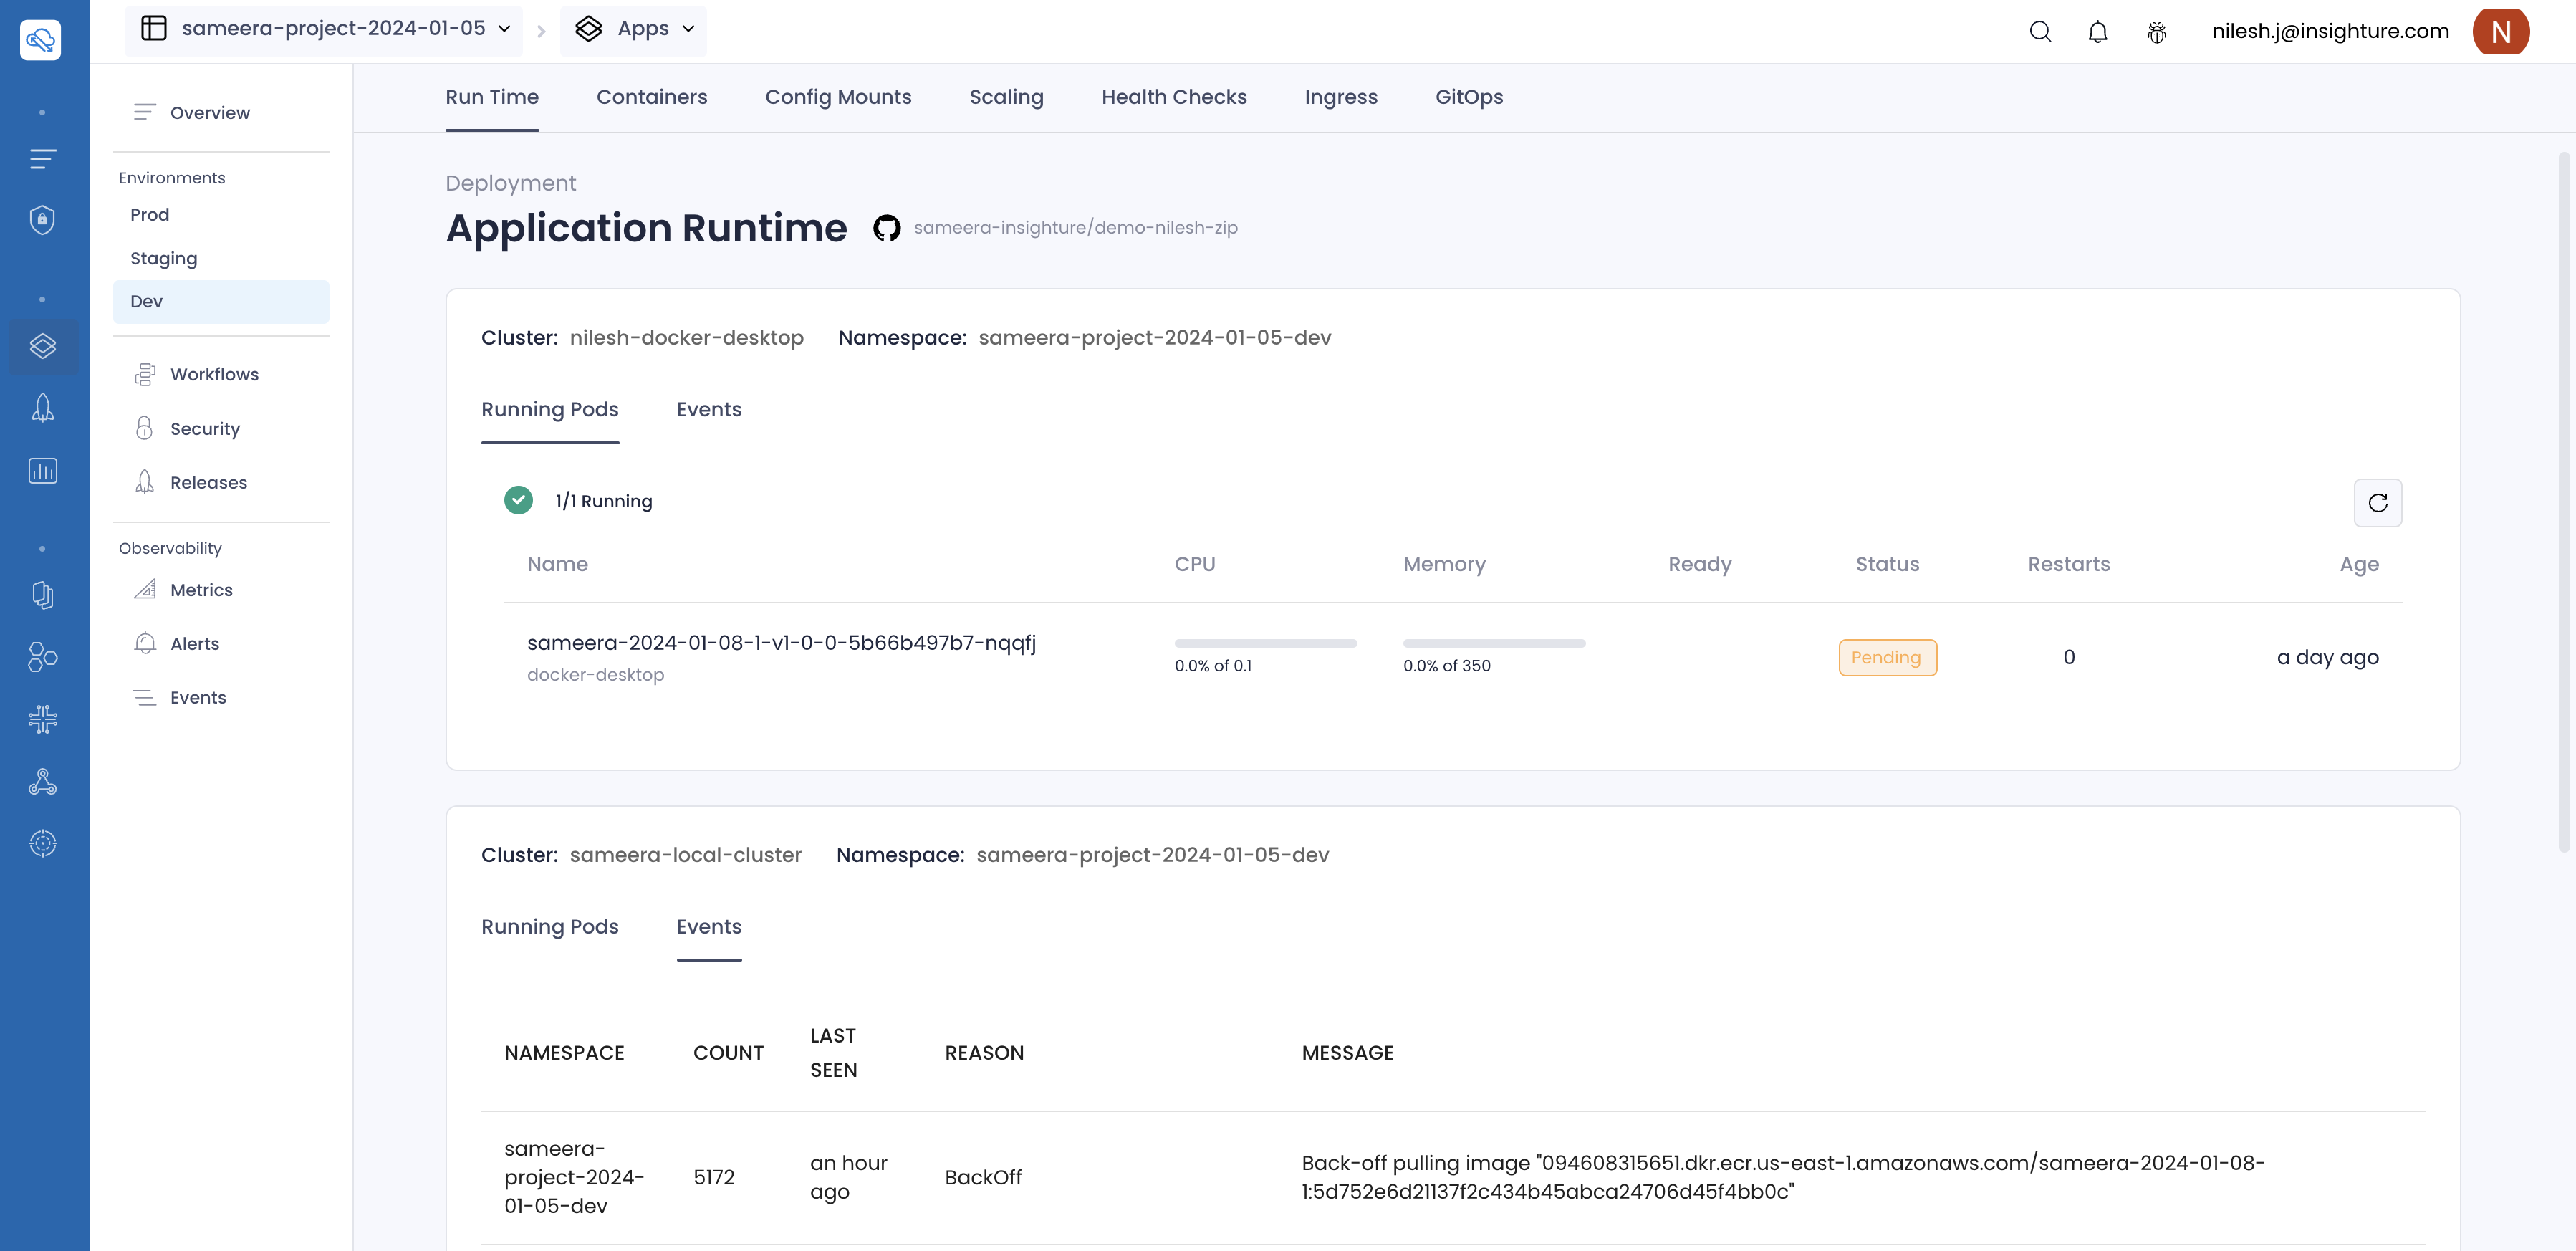 sameera-project-2024-01-05
Apps
nilesh.j@insighture.com
N
Overview
Environments
Prod
Staging
Dev
Workflows
Security
Releases
Observability
Metrics
Alerts
Events
Run Time
Containers
Config Mounts
Scaling
Health Checks
Ingress
GitOps
Deployment
Application Runtime
sameera-insighture/demo-nilesh-zip
Cluster: nilesh-docker-desktop
Namespace: sameera-project-2024-01-05-dev
Running Pods
Events
1/1 Running
Name
CPU
Memory
Ready
Status
Restarts
Age
sameera-2024-01-08-1-v1-0-0-5b66b497b7-nqqfj
docker-desktop
0.0% of 0.1
0.0% of 350
Pending
0
a day ago
Cluster: sameera-local-cluster
Namespace: sameera-project-2024-01-05-dev
Running Pods
Events
NAMESPACE
COUNT
LAST
SEEN
REASON
MESSAGE
sameera-
project-2024-
01-05-dev
5172
an hour
ago
BackOff
Back-off pulling image "094608315651.dkr.ecr.us-east-1.amazonaws.com/sameera-2024-01-08-
1:5d752e6d21137f2c434b45abca24706d45f4bb0c"